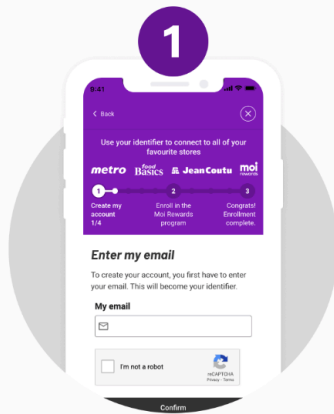 1
9:41
Back
Use your identifier to connect to all of your
favourite stores
metro food Basics Jean Coutu moi rewards
1 2 3
Create my account 1/4
Enroll in the Moi Rewards program
Congrats! Enrollment complete.
Enter my email
To create your account, you first have to enter
your email. This will become your identifier.
My email
I'm not a robot
reCAPTCHA
Privacy - Terms
Confirm